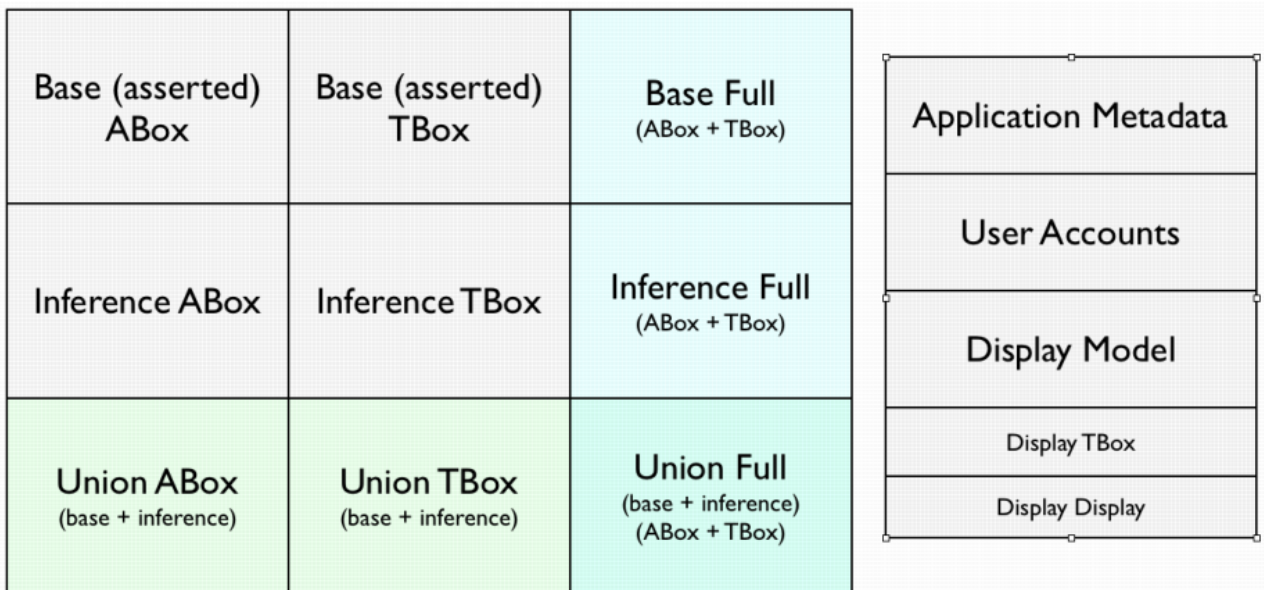 Base (asserted)
ABox
Base (asserted)
TBox
Base Full
(ABox + TBox)
Inference ABox
Inference TBox
Inference Full
(ABox + TBox)
Union ABox
(base + inference)
Union TBox
(base + inference)
Union Full
(base + inference)
(ABox + TBox)
Application Metadata
User Accounts
Display Model
Display TBox
Display Display